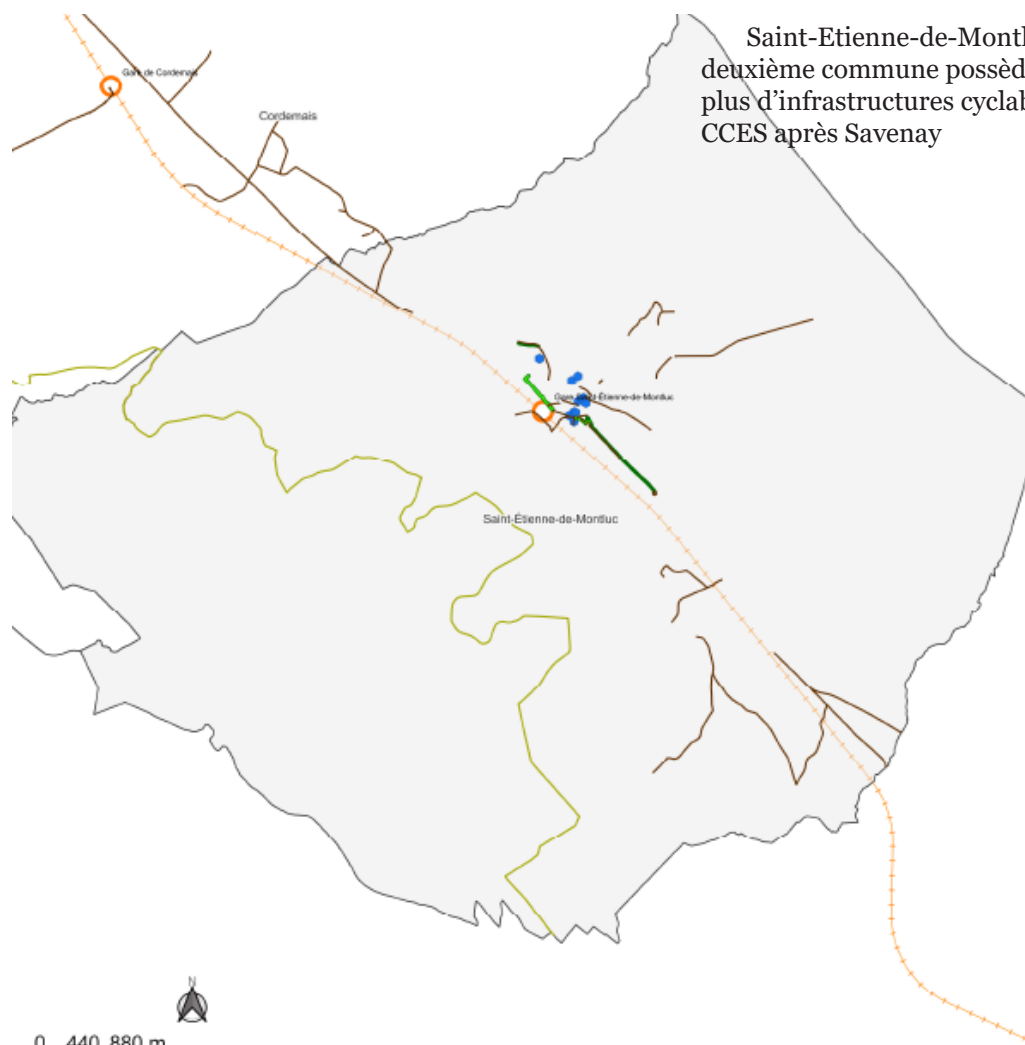 Saint-Etienne-de-Montl
deuxième commune possèd
plus d'infrastructures cyclab
CCES après Savenay
Gare de Cordemais
Cordemais
Gare Saint-Étienne-de-Montluc
Saint-Étienne-de-Montluc
N
0 440 880 m